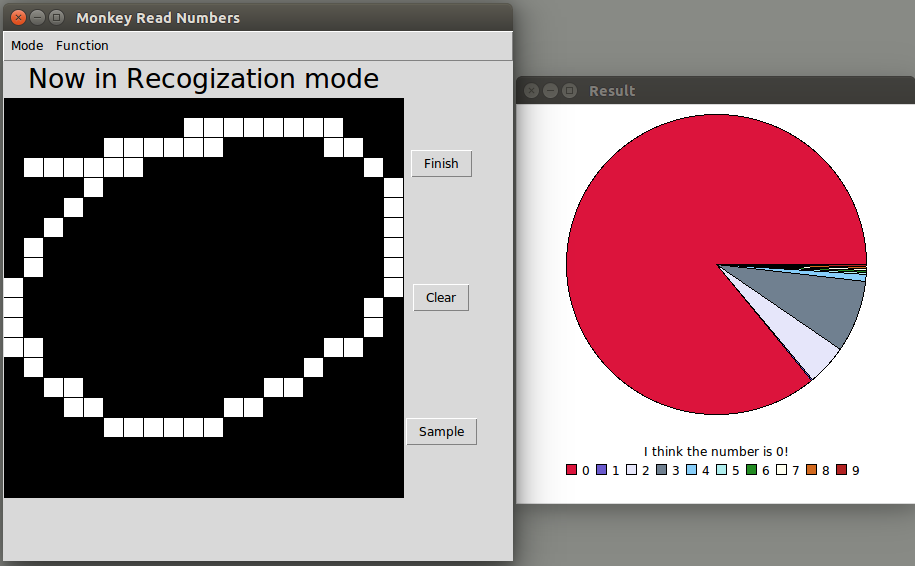 Monkey Read Numbers
Mode Function
Now in Recogization mode
Finish
Clear
Sample
Result
I think the number is 0!
0 1 2 3 4 5 6 7 8 9